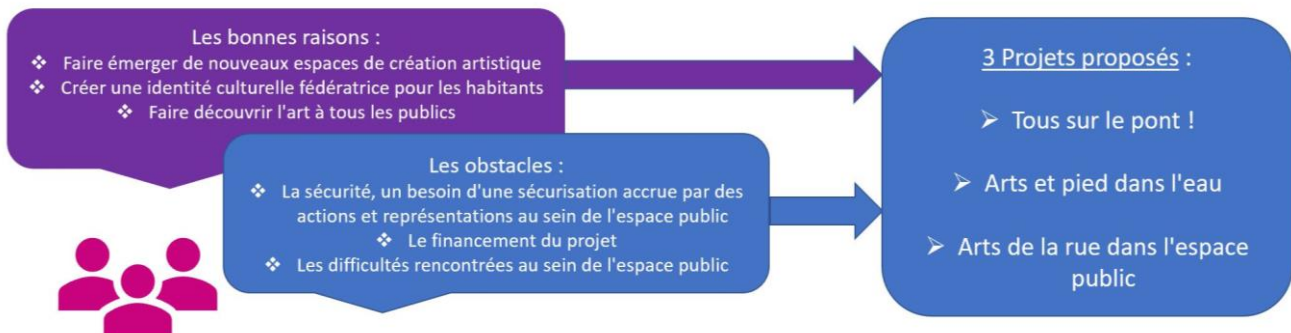 Les bonnes raisons :
❖ Faire émerger de nouveaux espaces de création artistique
❖ Créer une identité culturelle fédératrice pour les habitants
❖ Faire découvrir l'art à tous les publics
Les obstacles :
❖ La sécurité, un besoin d'une sécurisation accrue par des
actions et représentations au sein de l'espace public
❖ Le financement du projet
❖ Les difficultés rencontrées au sein de l'espace public
3 Projets proposés :
➢ Tous sur le pont !
➢ Arts et pied dans l'eau
➢ Arts de la rue dans l'espace
public